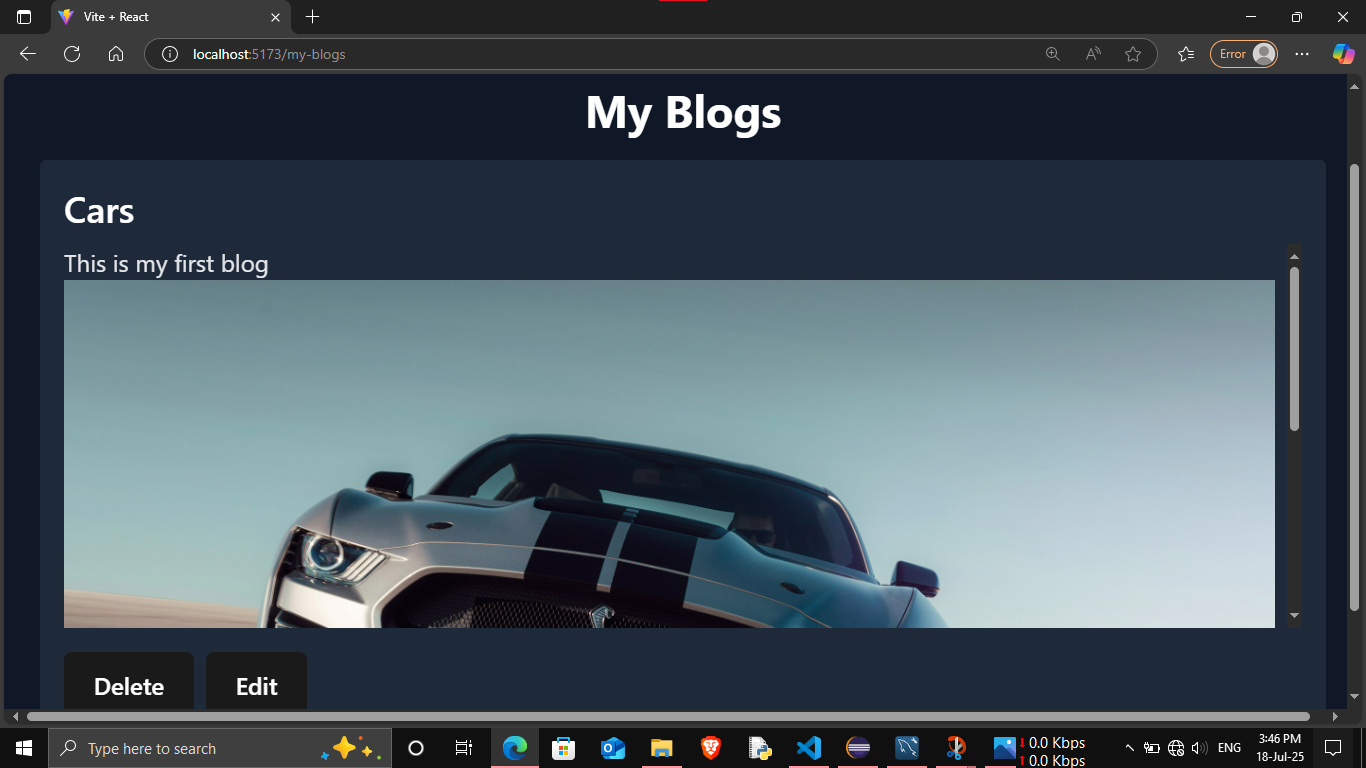 Vite + React
localhost:5173/my-blogs
Error
My Blogs
Cars
This is my first blog
Delete
Edit
Type here to search
0.0 Kbps
0.0 Kbps
ENG
3:46 PM
18-Jul-25